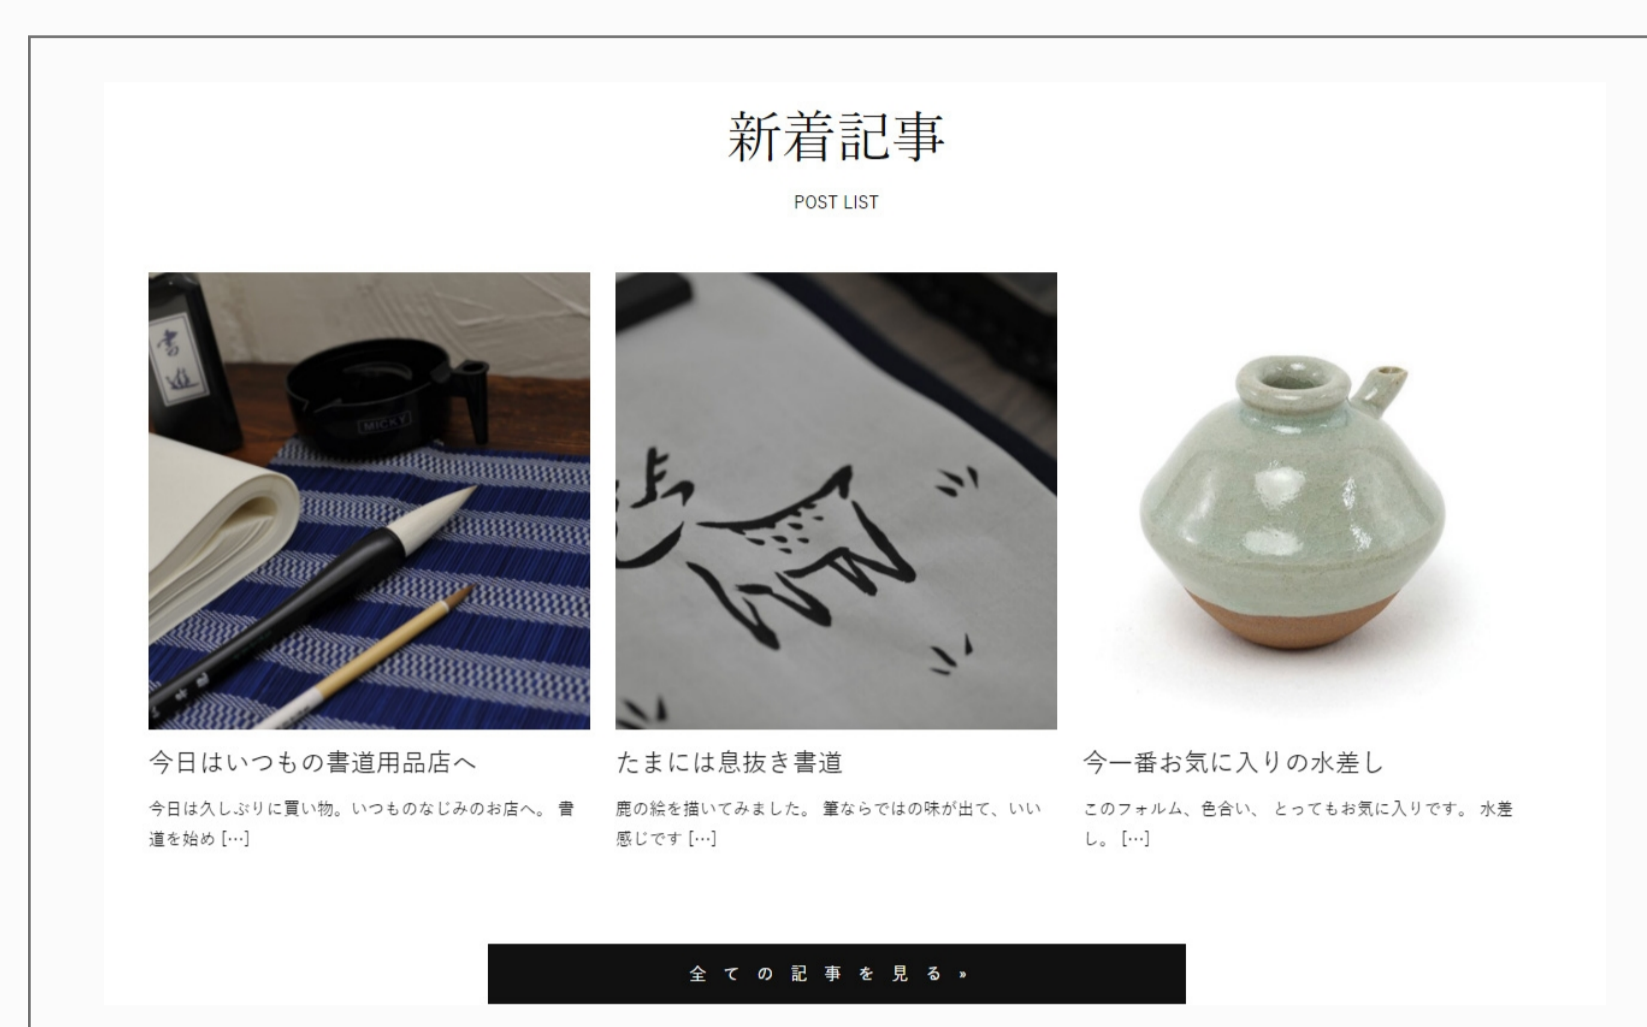 新着記事
POST LIST
書道
MICKY
今日はいつもの書道用品店へ
今日は久しぶりに買い物。いつものなじみのお店へ。 書
道を始め […]
たまには息抜き書道
鹿の絵を描いてみました。 筆ならではの味が出て、いい
感じです […]
今一番お気に入りの水差し
このフォルム、色合い、 とってもお気に入りです。 水差
し。 […]
全ての記事を見る »